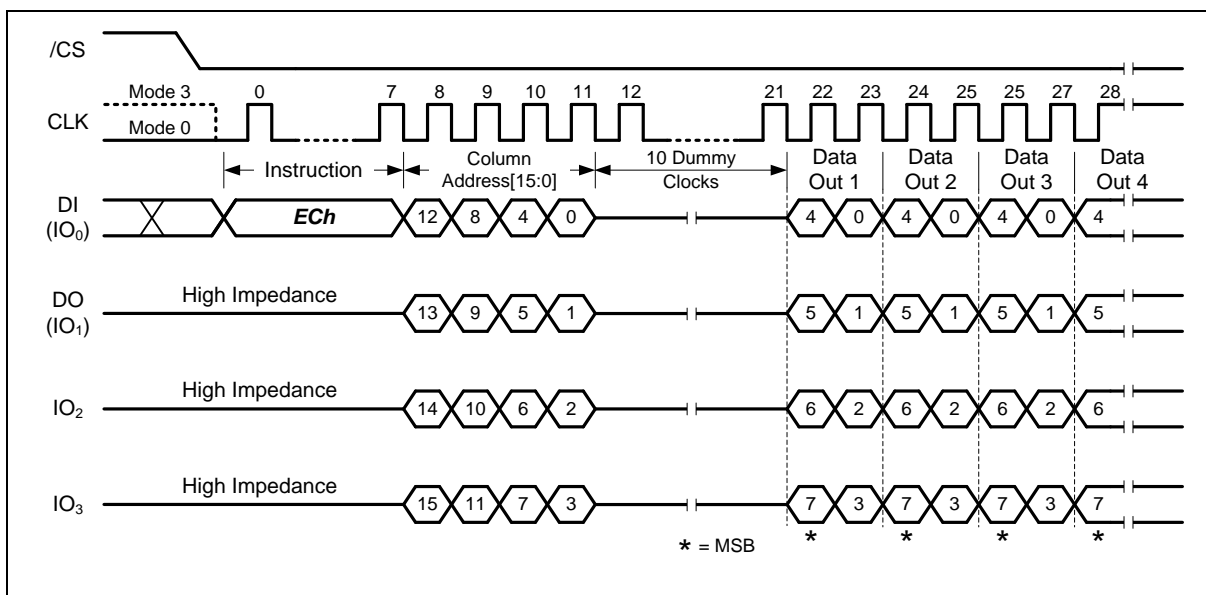 /CS
Mode 3
0 7 8 9 10 11 12 21 22 23 24 25 25 27 28
CLK
Mode 0
Instruction
Column
Address[15:0]
10 Dummy
Clocks
Data
Out 1
Data
Out 2
Data
Out 3
Data
Out 4
DI
(IO0)
ECh
12 8 4 0 4 0 4 0 4 0 4
DO
(IO1)
High Impedance
13 9 5 1 5 1 5 1 5 1 5
IO2
High Impedance
14 10 6 2 6 2 6 2 6 2 6
IO3
High Impedance
15 11 7 3 7 3 7 3 7 3 7
* * * *
* = MSB